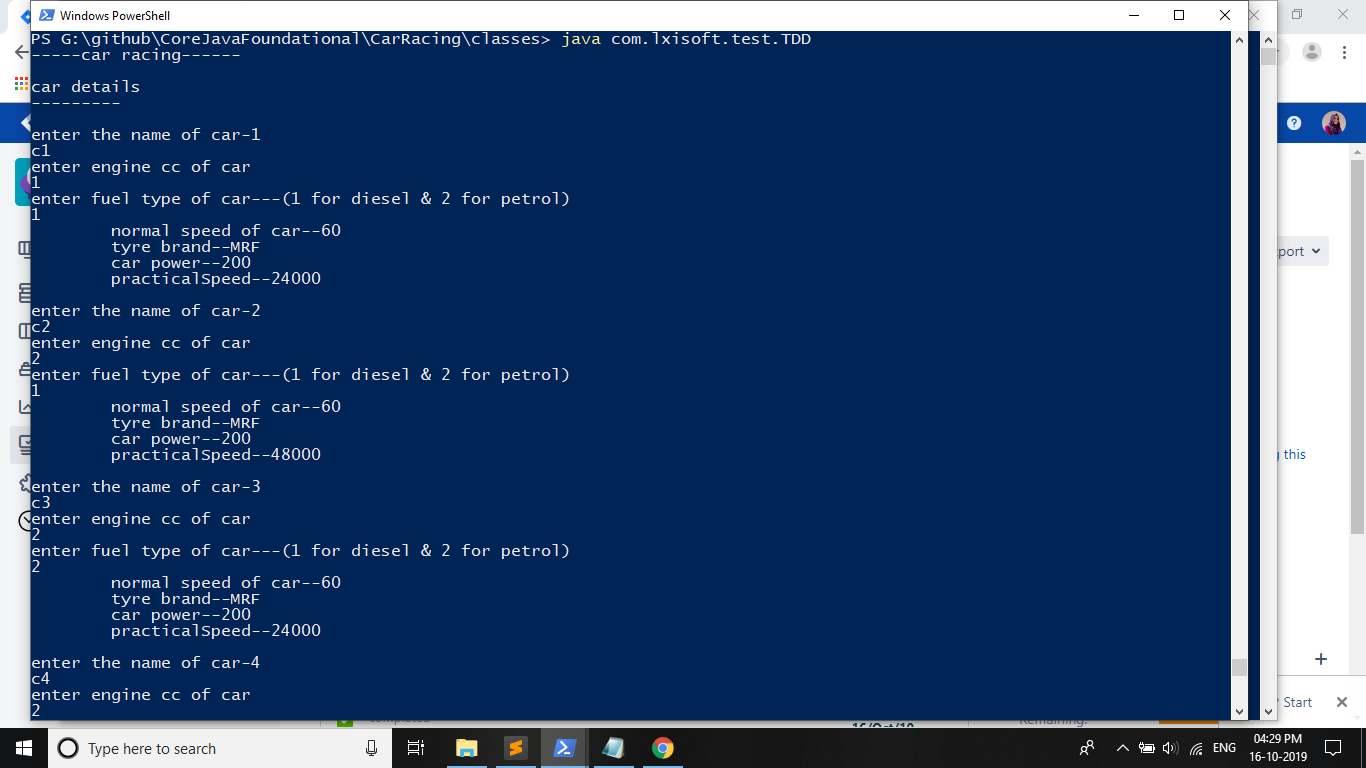 Windows PowerShell
PS G:\github\CoreJavaFoundational\CarRacing\classes> java com.lxisoft.test.TDD
-----car racing------
car details
---------
enter the name of car-1
c1
enter engine cc of car
1
enter fuel type of car---(1 for diesel & 2 for petrol)
1
normal speed of car--60
tyre brand--MRF
car power--200
practicalSpeed--24000
enter the name of car-2
c2
enter engine cc of car
2
enter fuel type of car---(1 for diesel & 2 for petrol)
1
normal speed of car--60
tyre brand--MRF
car power--200
practicalSpeed--48000
enter the name of car-3
c3
enter engine cc of car
2
enter fuel type of car---(1 for diesel & 2 for petrol)
2
normal speed of car--60
tyre brand--MRF
car power--200
practicalSpeed--24000
enter the name of car-4
c4
enter engine cc of car
2
port
this
Start
Type here to search
ENG
04:29 PM
16-10-2019